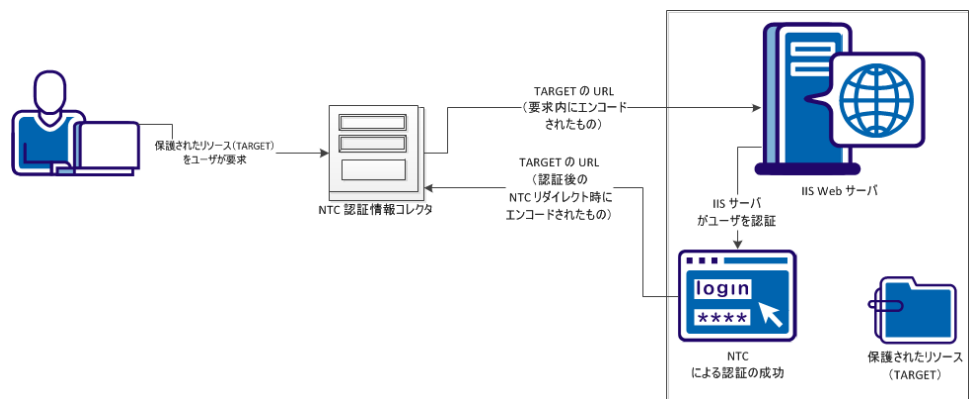 保護されたリソース(TARGET)
をユーザが要求
NTC 認証情報コレクタ
TARGET の URL
(要求内にエンコード
されたもの)
TARGET の URL
(認証後の
NTC リダイレクト時に
エンコードされたもの)
IIS Web サーバ
IIS サーバ
がユーザを認証
login
****
NTC
による認証の成功
保護されたリソース
(TARGET)